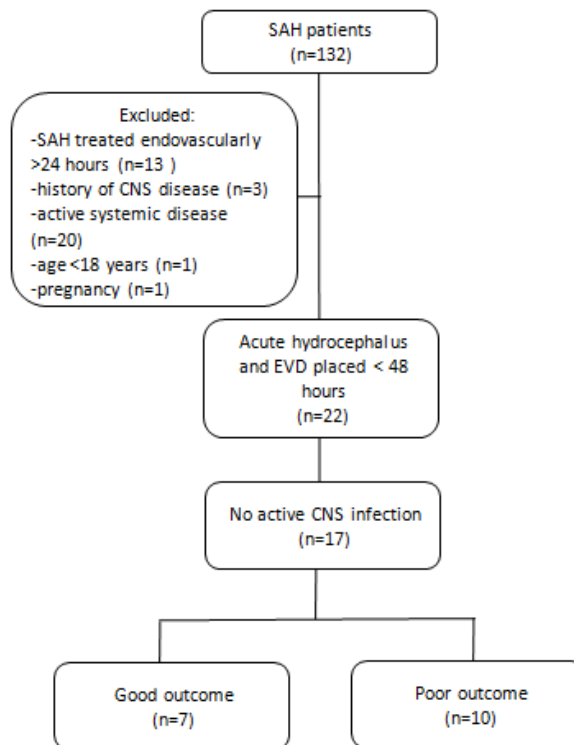 SAH patients
(n=132)
Excluded:
-SAH treated endovascularly
>24 hours (n=13 )
-history of CNS disease (n=3)
-active systemic disease
(n=20)
-age<18 years (n=1)
-pregnancy (n=1)
Acute hydrocephalus
and EVD placed < 48
hours
(n=22)
No active CNS infection
(n=17)
Good outcome
(n=7)
Poor outcome
(n=10)